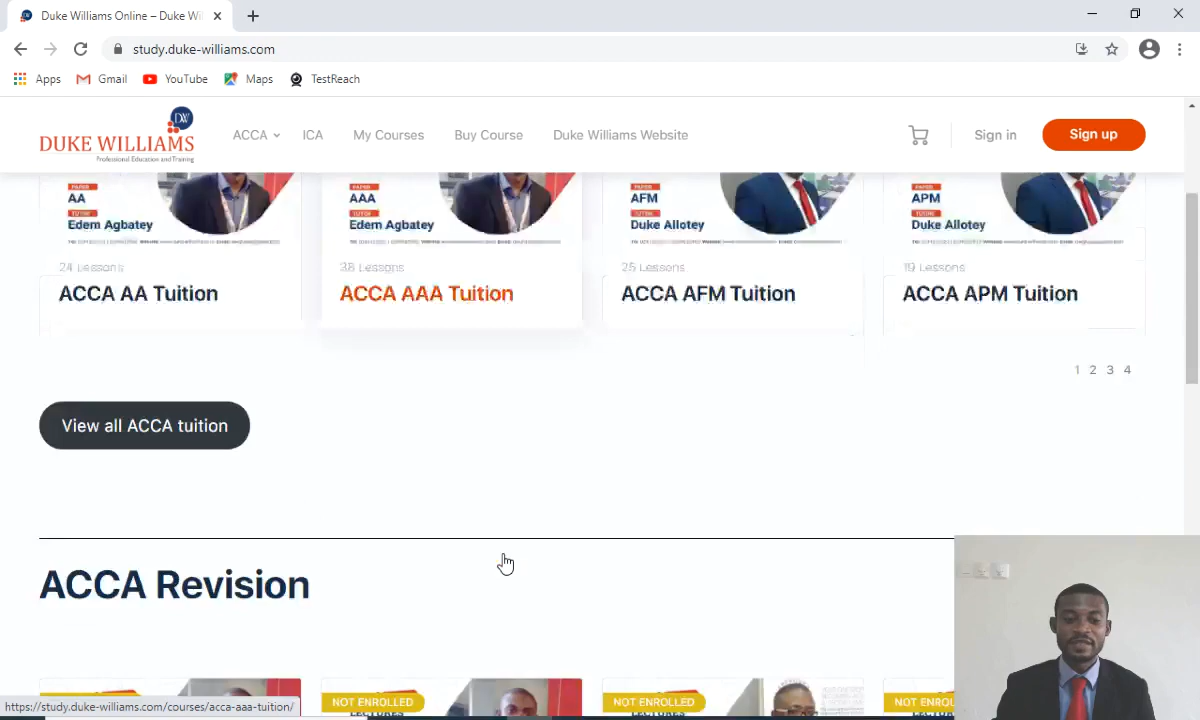 Duke Williams Online – Duke Wi
study.duke-williams.com
Apps
Gmail
YouTube
Maps
TestReach
DW
DUKE WILLIAMS
Professional Education and Training
ACCA
ICA
My Courses
Buy Course
Duke Williams Website
Sign in
Sign up
PAPER
AA
TUTOR
Edem Agbatey
24 Lessons
ACCA AA Tuition
PAPER
AAA
TUTOR
Edem Agbatey
38 Lessons
ACCA AAA Tuition
PAPER
AFM
TUTOR
Duke Allotey
25 Lessons
ACCA AFM Tuition
PAPER
APM
TUTOR
Duke Allotey
19 Lessons
ACCA APM Tuition
1 2 3 4
View all ACCA tuition
ACCA Revision
NOT ENROLLED
LECTURES
NOT ENROLLED
LECTURES
NOT ENRO
https://study.duke-williams.com/courses/acca-aaa-tuition/